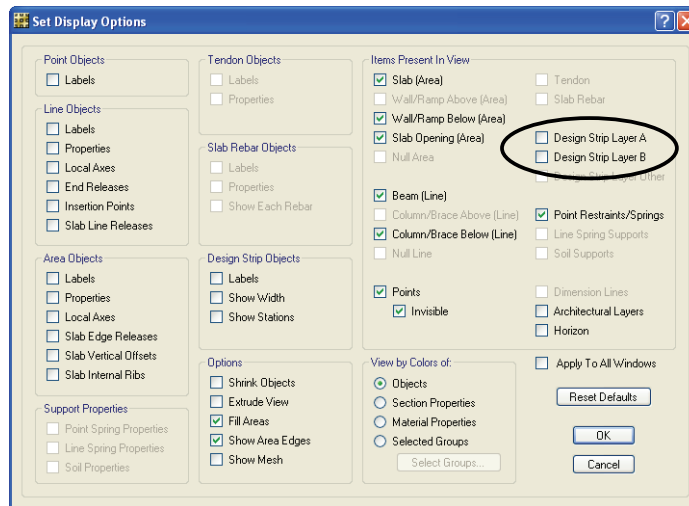 Set Display Options
Point Objects
Labels
Line Objects
Labels
Properties
Local Axes
End Releases
Insertion Points
Slab Line Releases
Area Objects
Labels
Properties
Local Axes
Slab Edge Releases
Slab Vertical Offsets
Slab Internal Ribs
Support Properties
Point Spring Properties
Line Spring Properties
Soil Properties
Tendon Objects
Labels
Properties
Slab Rebar Objects
Labels
Properties
Show Each Rebar
Design Strip Objects
Labels
Show Width
Show Stations
Options
Shrink Objects
Extrude View
Fill Areas
Show Area Edges
Show Mesh
Items Present In View
Slab (Area)
Wall/Ramp Above (Area)
Wall/Ramp Below (Area)
Slab Opening (Area)
Null Area
Beam (Line)
Column/Brace Above (Line)
Column/Brace Below (Line)
Null Line
Points
Invisible
Tendon
Slab Rebar
Design Strip Layer A
Design Strip Layer B
Design Strip Layer Other
Point Restraints/Springs
Line Spring Supports
Soil Supports
Dimension Lines
Architectural Layers
Horizon
View by Colors of:
Objects
Section Properties
Material Properties
Selected Groups
Select Groups...
Apply To All Windows
Reset Defaults
OK
Cancel